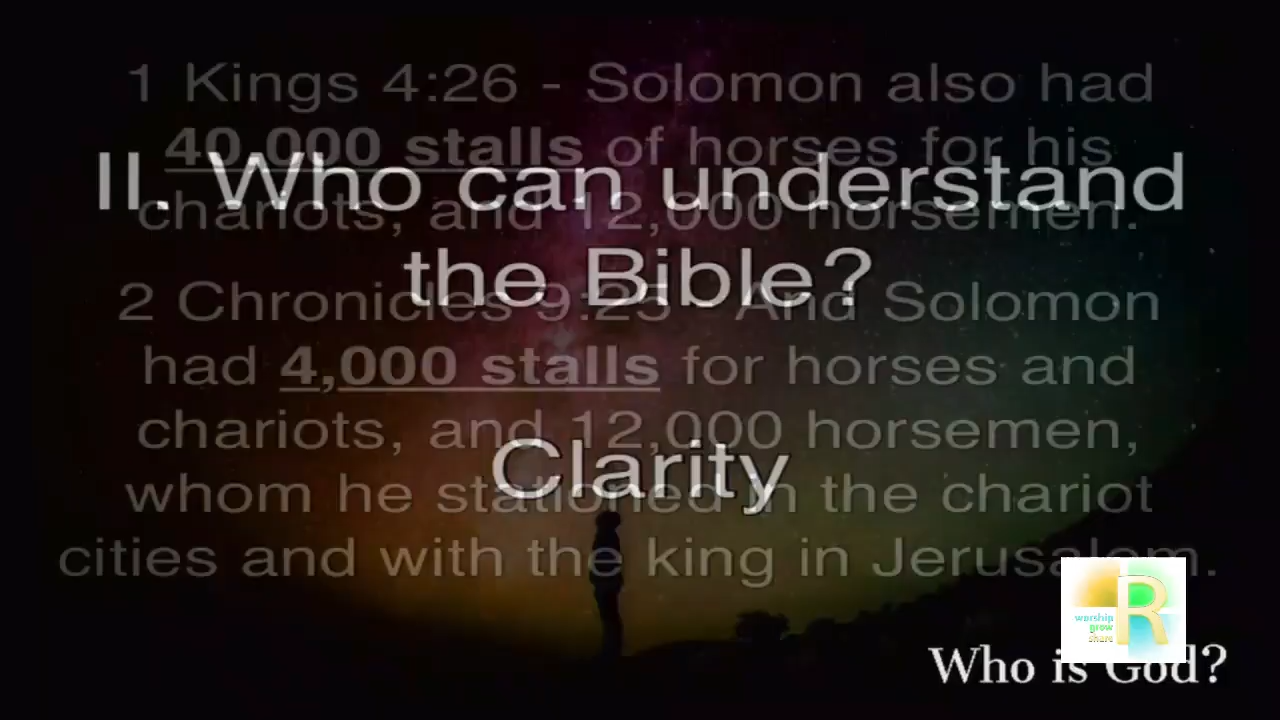 1 Kings 4:26 - Solomon also had
40,000 stalls of horses for his
chariots, and 12,000 horsemen.
2 Chronicles 9:25 - And Solomon
had 4,000 stalls for horses and
chariots, and 12,000 horsemen,
whom he stationed in the chariot
cities and with the king in Jerusalem.
II. Who can understand
the Bible?
Clarity
worship
grow
share
R
Who is God?